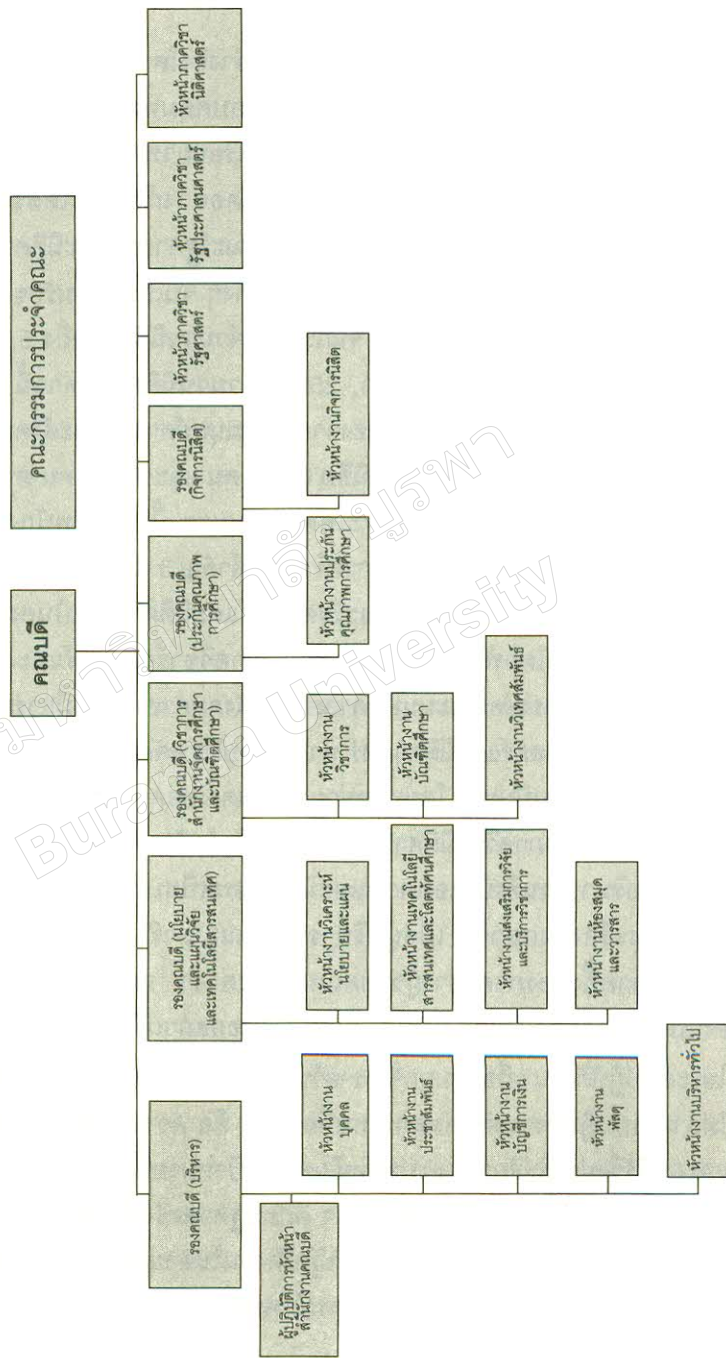 คณะกรรมการประจำคณะ
คณบดี
รองคณบดี (บริหาร)
รองคณบดี (นโยบาย
และแผนวิจัย
และเทคโนโลยีสารสนเทศ)
รองคณบดี (วิชาการ
สำนักงานจัดการศึกษา
และบัณฑิตศึกษา)
รองคณบดี
(ประกันคุณภาพ
การศึกษา)
รองคณบดี
(กิจการนิสิต)
หัวหน้าภาควิชา
รัฐศาสตร์
หัวหน้าภาควิชา
รัฐประศาสนศาสตร์
หัวหน้าภาควิชา
นิติศาสตร์
ผู้ปฏิบัติการหัวหน้า
สำนักงานคณบดี
หัวหน้างาน
บุคคล
หัวหน้างาน
ประชาสัมพันธ์
หัวหน้างาน
บัญชีการเงิน
หัวหน้างาน
พัสดุ
หัวหน้างานบริหารทั่วไป
หัวหน้างานวิเคราะห์
นโยบายและแผน
หัวหน้างานเทคโนโลยี
สารสนเทศและโสตทัศนศึกษา
หัวหน้างานส่งเสริมการวิจัย
และบริการวิชาการ
หัวหน้างานห้องสมุด
และวารสาร
หัวหน้างาน
วิชาการ
หัวหน้างาน
บัณฑิตศึกษา
หัวหน้างานวิเทศสัมพันธ์
หัวหน้างานประกัน
คุณภาพการศึกษา
หัวหน้างานกิจการนิสิต
มหาวิทยาลัยบูรพา
Burapha University